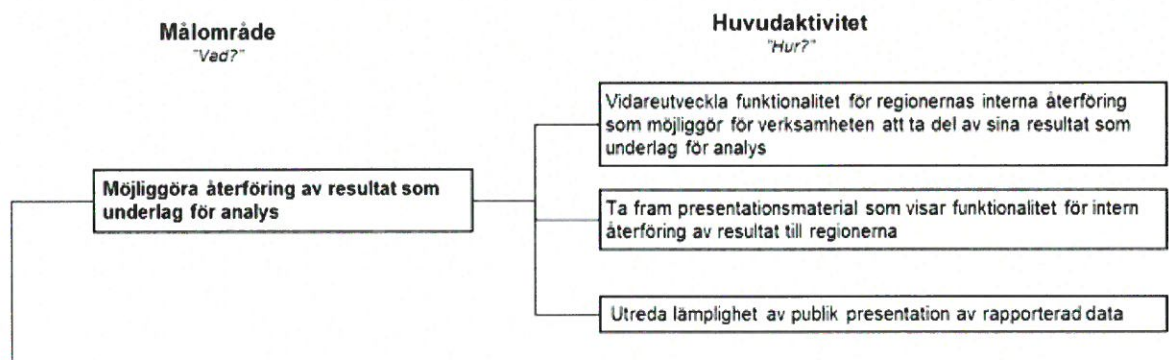 Målområde
"Vad?"
Huvudaktivitet
"Hur?"
Möjliggöra återföring av resultat som
underlag för analys
Vidareutveckla funktionalitet för regionernas interna återföring
som möjliggör för verksamheten att ta del av sina resultat som
underlag för analys
Ta fram presentationsmaterial som visar funktionalitet för intern
återföring av resultat till regionerna
Utreda lämplighet av publik presentation av rapporterad data